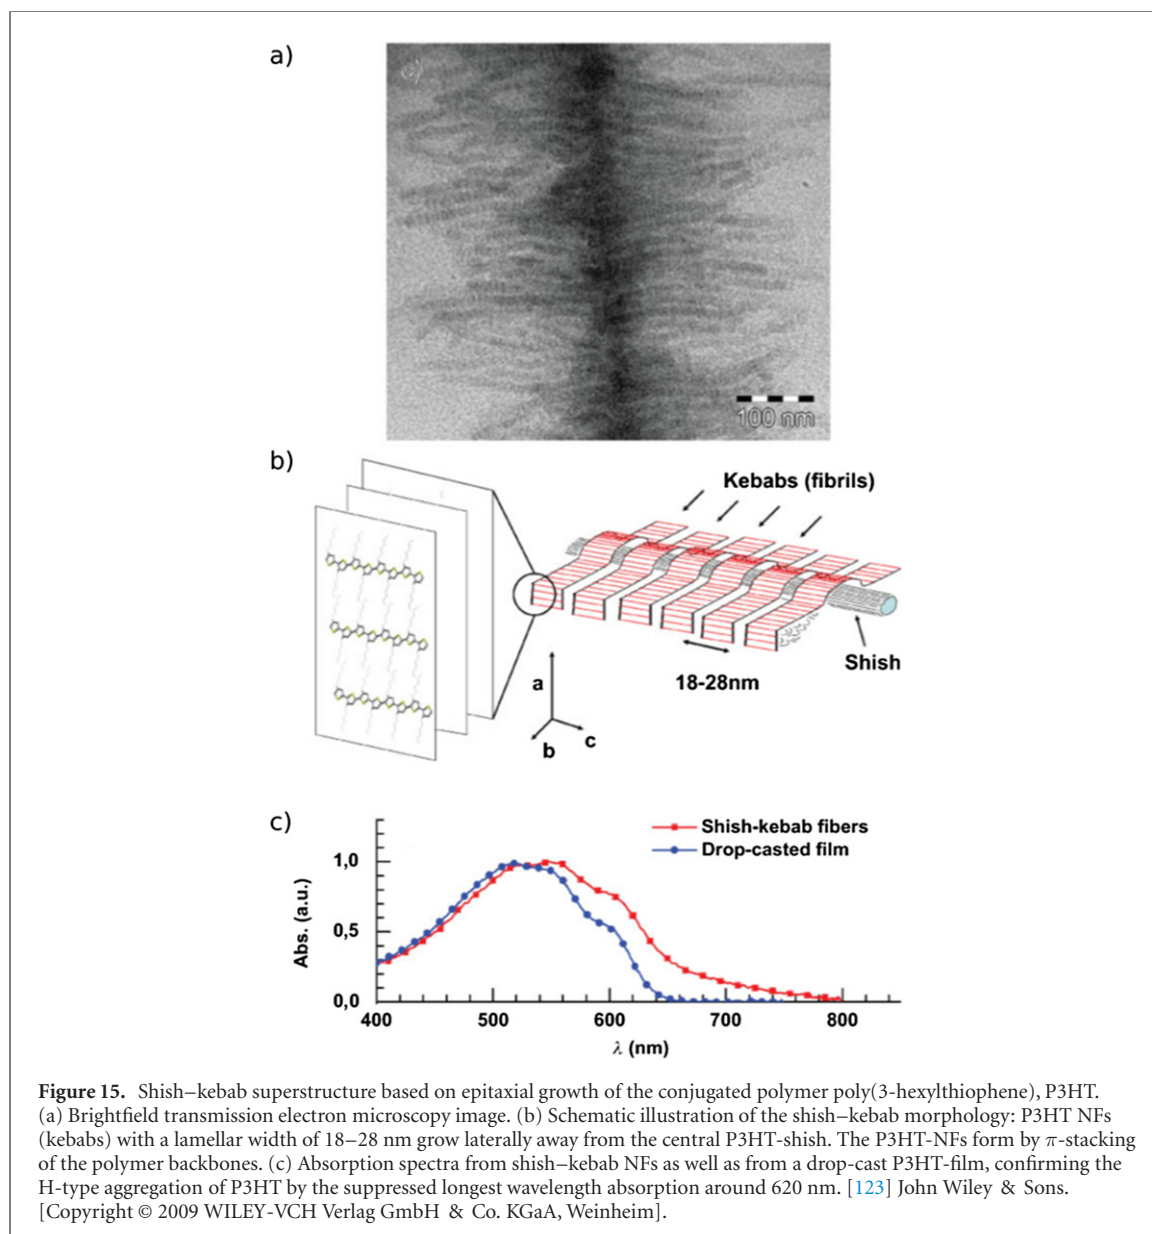 a)
100 nm
b)
Kebabs (fibrils)
Shish
18-28nm
a
b
c
c)
Shish-kebab fibers
Drop-casted film
Abs. (a.u.)
1,0
0,5
0,0
400
500
600
700
800
λ (nm)
Figure 15. Shish–kebab superstructure based on epitaxial growth of the conjugated polymer poly(3-hexylthiophene), P3HT.
(a) Brightfield transmission electron microscopy image. (b) Schematic illustration of the shish–kebab morphology: P3HT NFs
(kebabs) with a lamellar width of 18–28 nm grow laterally away from the central P3HT-shish. The P3HT-NFs form by π-stacking
of the polymer backbones. (c) Absorption spectra from shish–kebab NFs as well as from a drop-cast P3HT-film, confirming the
H-type aggregation of P3HT by the suppressed longest wavelength absorption around 620 nm. [123] John Wiley & Sons.
[Copyright © 2009 WILEY-VCH Verlag GmbH & Co. KGaA, Weinheim].